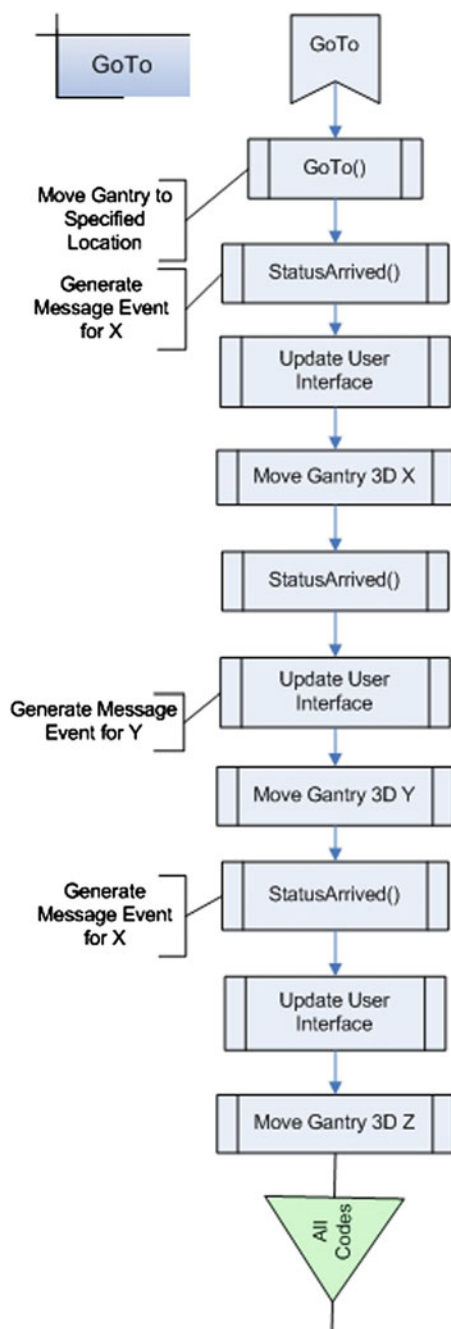 GoTo
GoTo
GoTo()
Move Gantry to
Specified
Location
StatusArrived()
Generate
Message Event
for X
Update User
Interface
Move Gantry 3D X
StatusArrived()
Update User
Interface
Generate Message
Event for Y
Move Gantry 3D Y
StatusArrived()
Generate
Message Event
for X
Update User
Interface
Move Gantry 3D Z
All
Codes